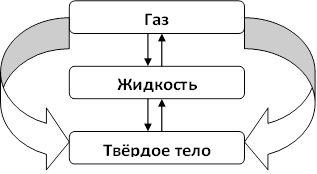 Газ
Жидкость
Твёрдое тело